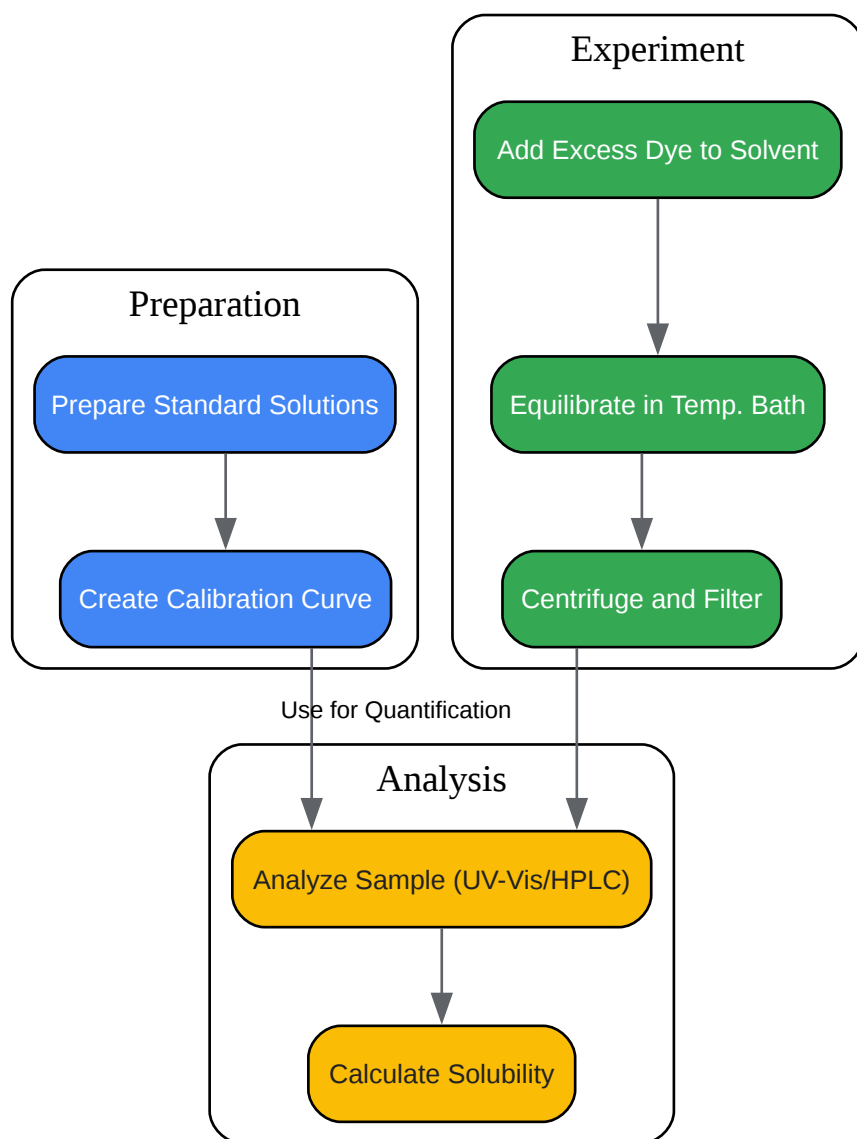 Experiment
Add Excess Dye to Solvent
Preparation
Prepare Standard Solutions
Equilibrate in Temp. Bath
Create Calibration Curve
Centrifuge and Filter
Use for Quantification
Analysis
Analyze Sample (UV-Vis/HPLC)
Calculate Solubility